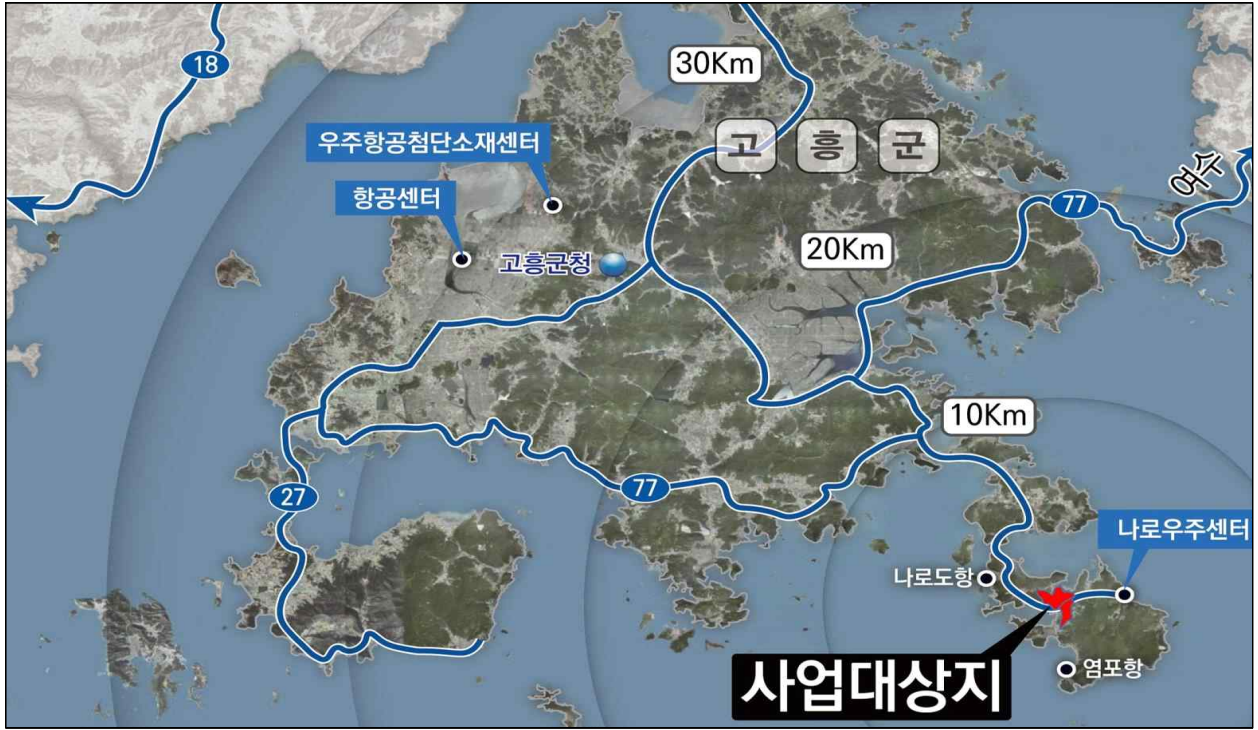 30Km
18
고 흥 군
우주항공첨단소재센터
항공센터
여수
77
20Km
고흥군청
10Km
27
77
나로우주센터
나로도항
사업대상지
염포항